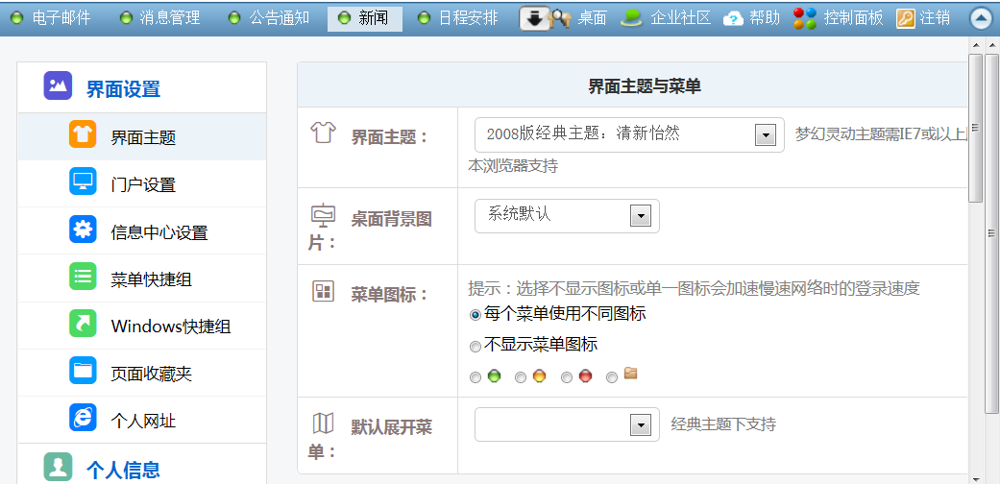 电子邮件 消息管理 公告通知 新闻 日程安排 桌面 企业社区 帮助 控制面板 注销
界面设置
界面主题
门户设置
信息中心设置
菜单快捷组
Windows快捷组
页面收藏夹
个人网址
个人信息
界面主题与菜单
界面主题： 2008版经典主题：清新怡然 梦幻灵动主题需IE7或以上
本浏览器支持
桌面背景图 系统默认
片：
菜单图标： 提示：选择不显示图标或单一图标会加速慢速网络时的登录速度
每个菜单使用不同图标
不显示菜单图标
默认展开菜 经典主题下支持
单：